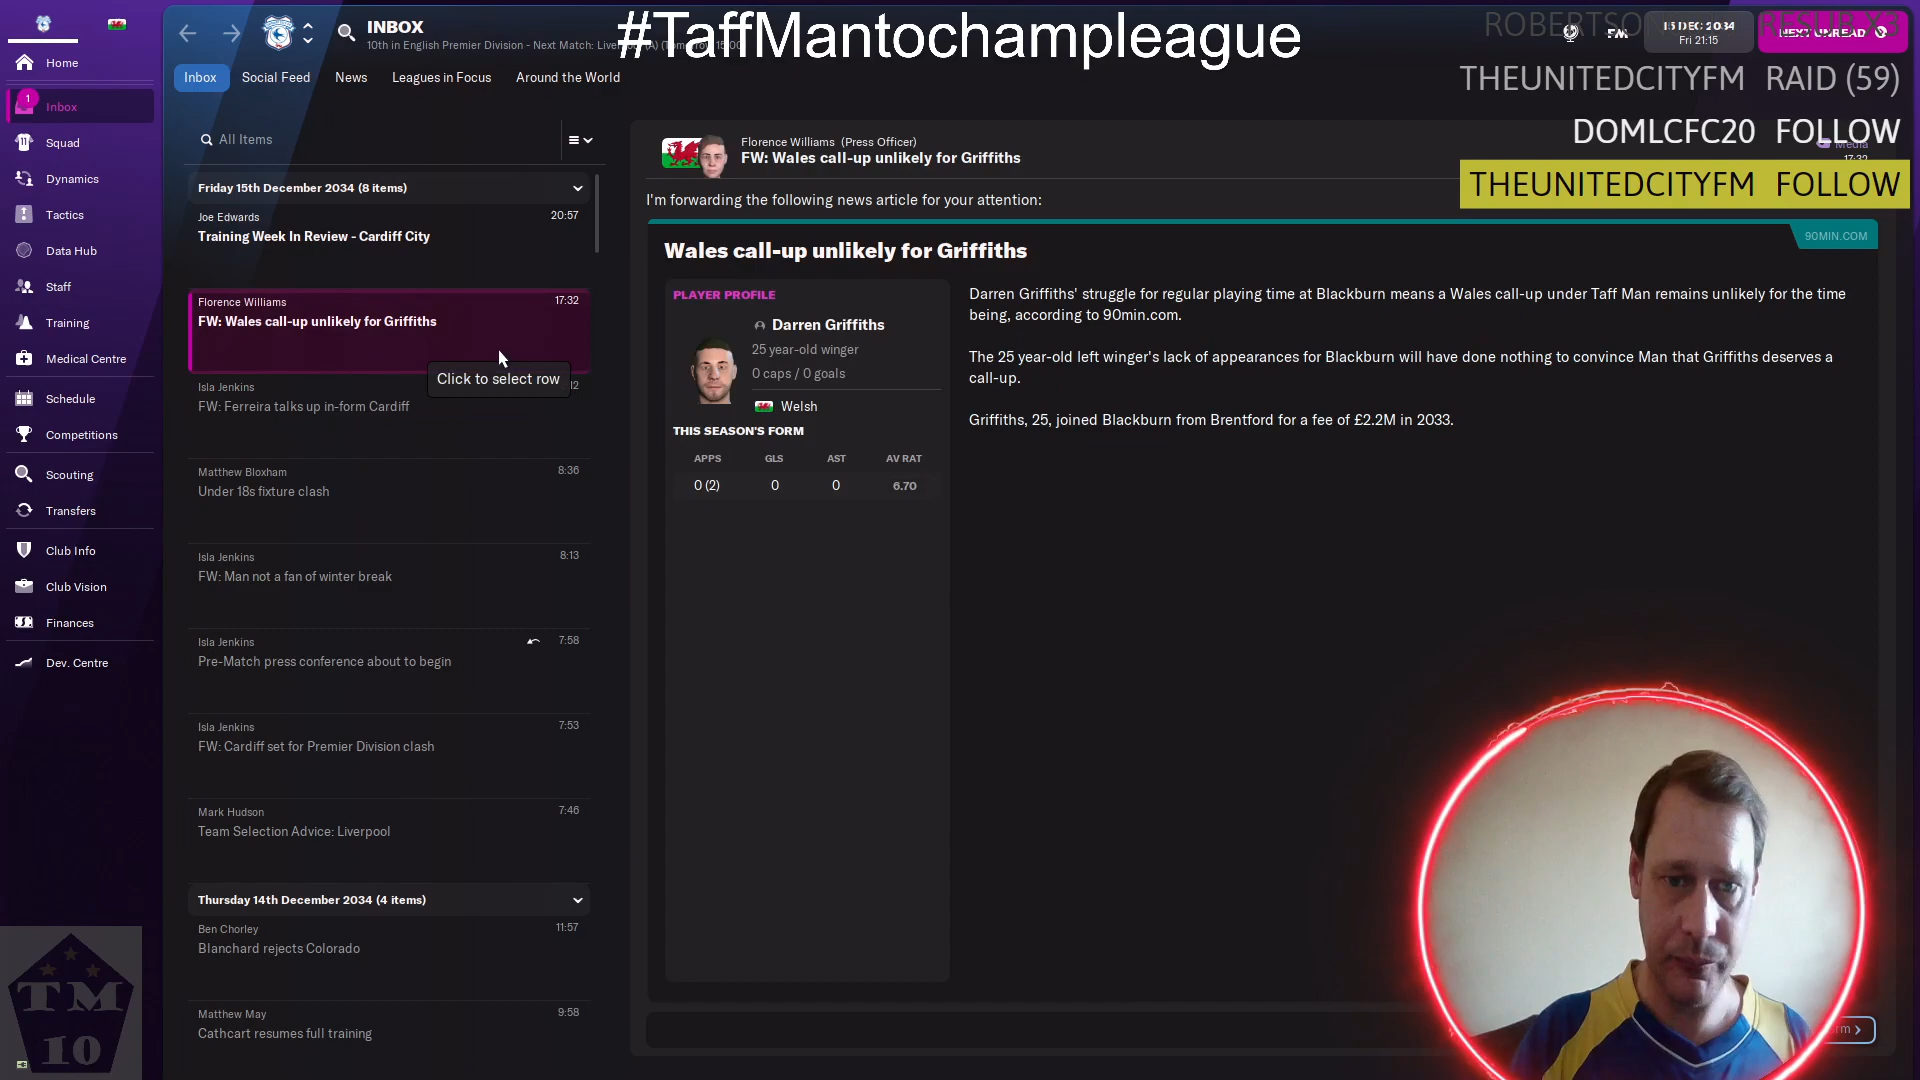 Home
1
Inbox
Squad
Dynamics
Tactics
Data Hub
Staff
Training
Medical Centre
Schedule
Competitions
Scouting
Transfers
Club Info
Club Vision
Finances
Dev. Centre
TM
10
INBOX
10th in English Premier Division - Next Match:
#TaffMantochampleague
15 DEC 2034
Fri 21:15
NEXT UNREAD
FM
RESUB X3
THEUNITEDCITYFM RAID (59)
DOMLCFC20 FOLLOW
THEUNITEDCITYFM FOLLOW
Inbox
Social Feed
News
Leagues in Focus
Around the World
All Items
Friday 15th December 2034 (8 items)
Joe Edwards 20:57
Training Week In Review - Cardiff City
Florence Williams 17:32
FW: Wales call-up unlikely for Griffiths
Click to select row
Isla Jenkins
FW: Ferreira talks up in-form Cardiff
Matthew Bloxham 8:36
Under 18s fixture clash
Isla Jenkins 8:13
FW: Man not a fan of winter break
Isla Jenkins 7:58
Pre-Match press conference about to begin
Isla Jenkins 7:53
FW: Cardiff set for Premier Division clash
Mark Hudson 7:46
Team Selection Advice: Liverpool
Thursday 14th December 2034 (4 items)
Ben Chorley 11:57
Blanchard rejects Colorado
Matthew May 9:58
Cathcart resumes full training
Florence Williams (Press Officer)
FW: Wales call-up unlikely for Griffiths
Media
17:32
I'm forwarding the following news article for your attention:
90MIN.COM
Wales call-up unlikely for Griffiths
PLAYER PROFILE
Darren Griffiths
25 year-old winger
0 caps / 0 goals
Welsh
THIS SEASON'S FORM
APPS GLS AST AV RAT
0 (2) 0 0 6.70
Darren Griffiths' struggle for regular playing time at Blackburn means a Wales call-up under Taff Man remains unlikely for the time
being, according to 90min.com.
The 25 year-old left winger's lack of appearances for Blackburn will have done nothing to convince Man that Griffiths deserves a
call-up.
Griffiths, 25, joined Blackburn from Brentford for a fee of £2.2M in 2033.